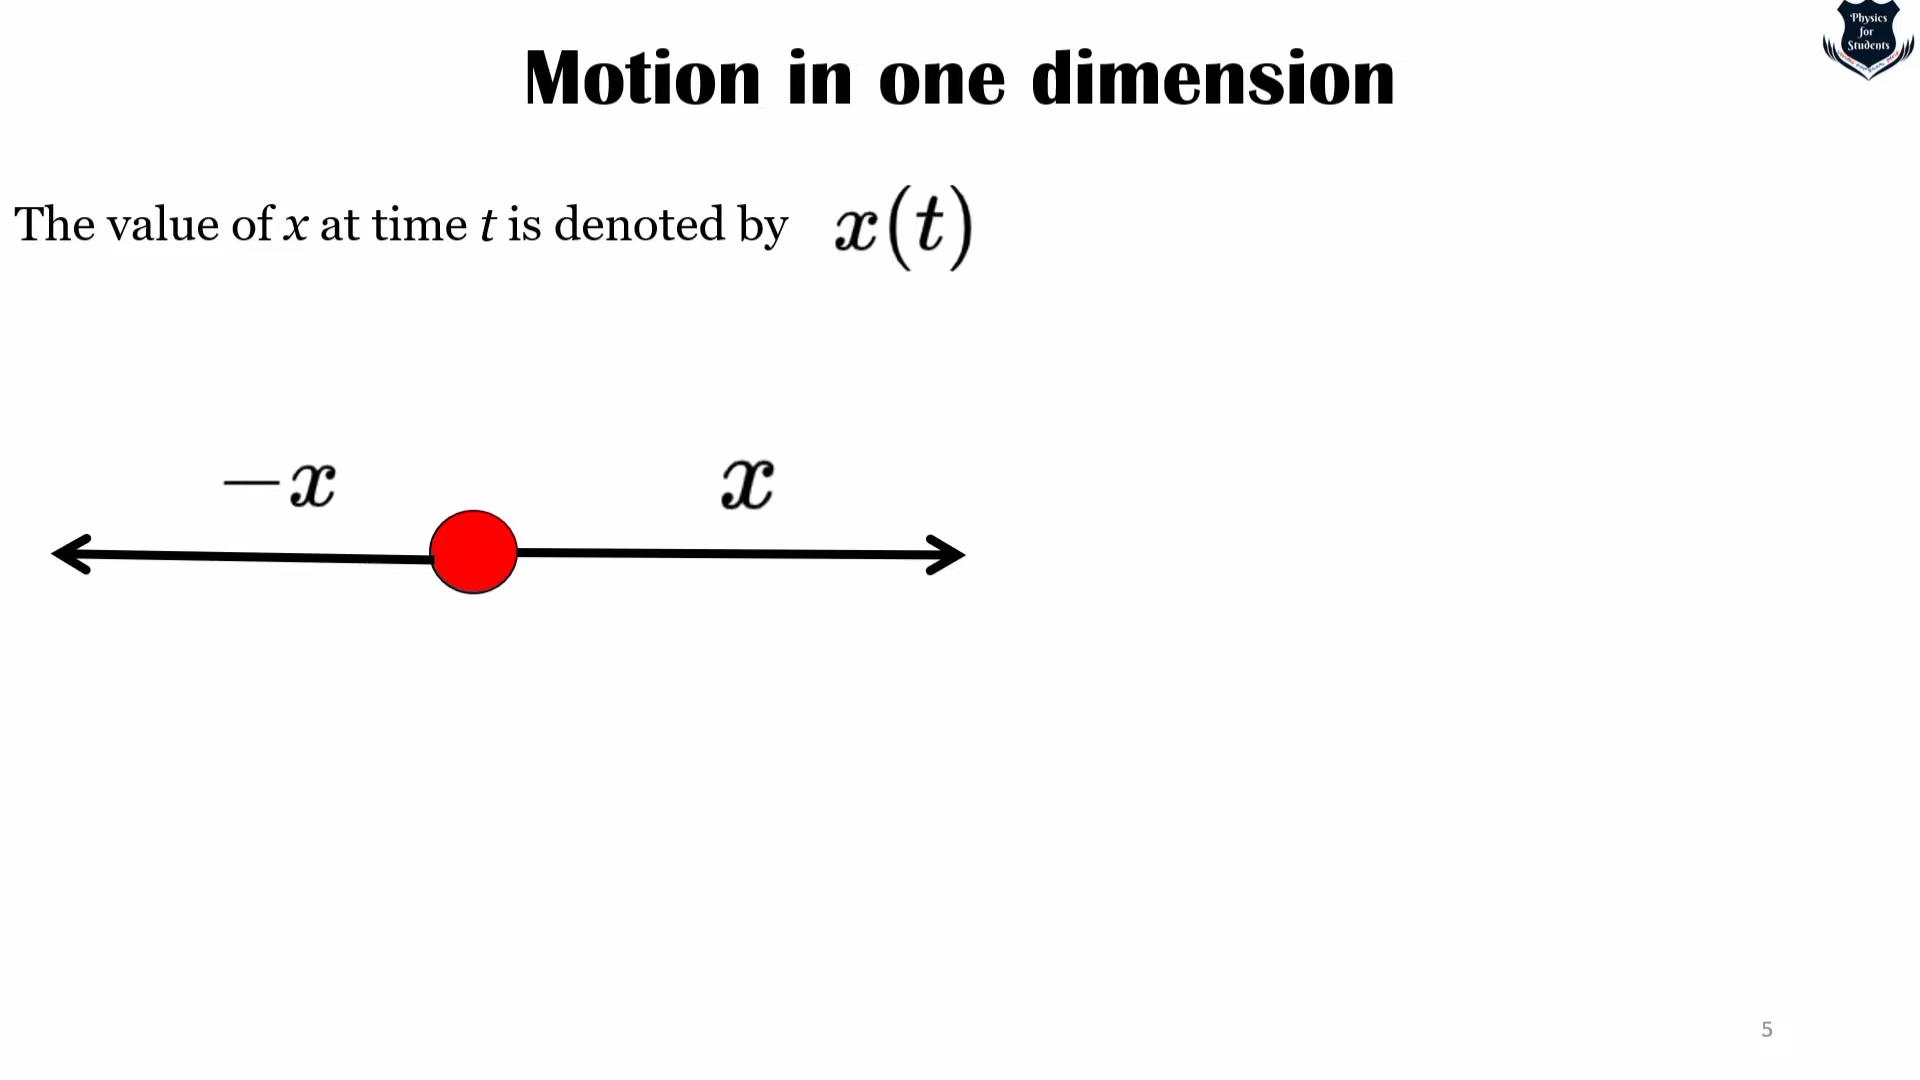 Physics
for
Students
Motion in one dimension
The value of x at time t is denoted by x(t)
−x
x
5